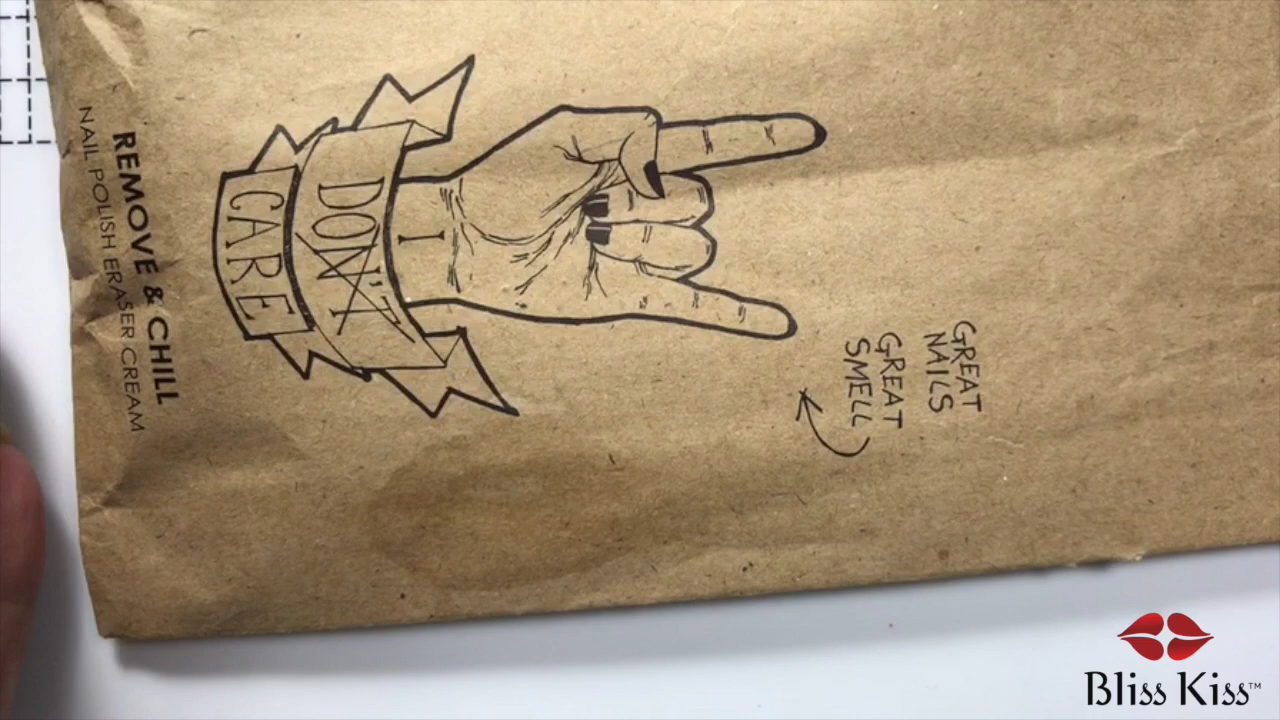 GREAT
NAILS
GREAT
SMELL
I
DON'T
CARE
REMOVE & CHILL
NAIL POLISH ERASER CREAM
Bliss Kiss™